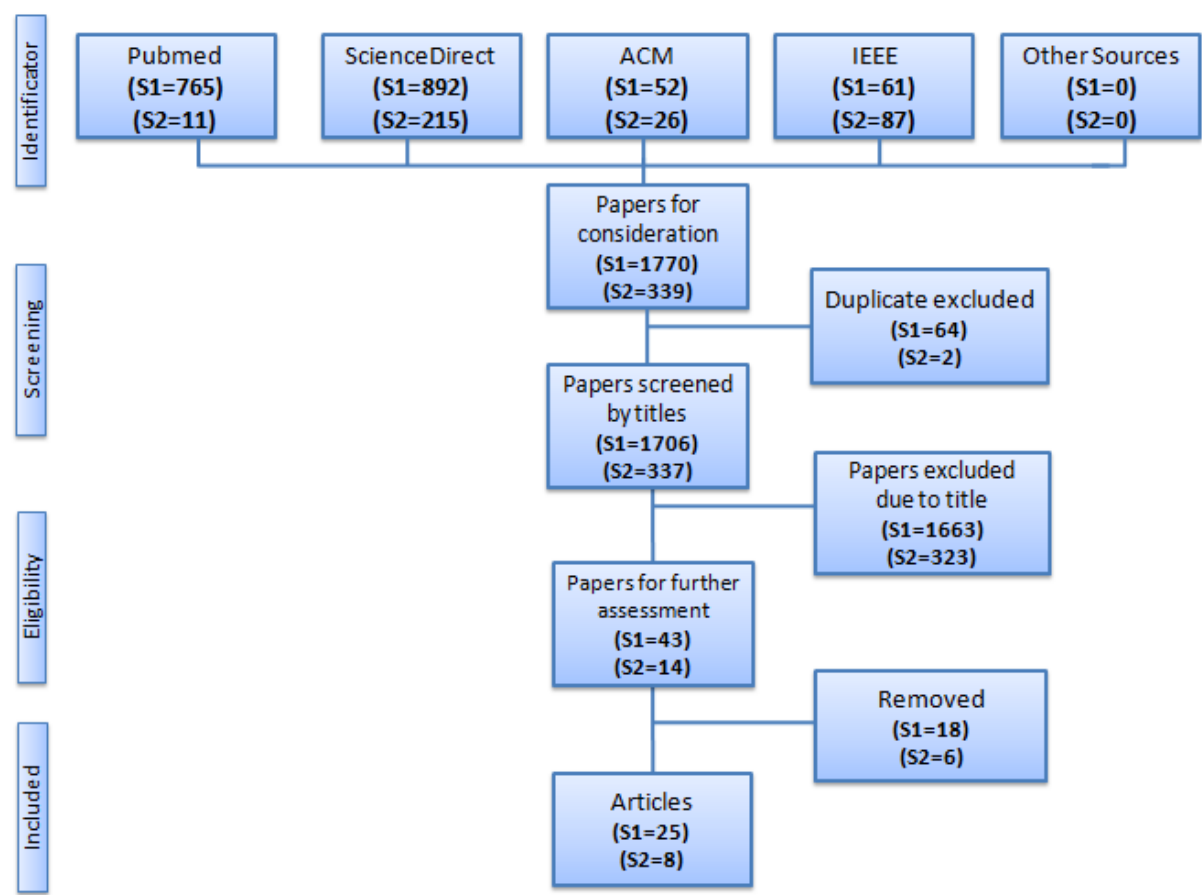 Identificator
Pubmed
(S1=765)
(S2=11)
ScienceDirect
(S1=892)
(S2=215)
ACM
(S1=52)
(S2=26)
IEEE
(S1=61)
(S2=87)
Other Sources
(S1=0)
(S2=0)
Papers for
consideration
(S1=1770)
(S2=339)
Screening
Duplicate excluded
(S1=64)
(S2=2)
Papers screened
by titles
(S1=1706)
(S2=337)
Papers excluded
due to title
(S1=1663)
(S2=323)
Eligibility
Papers for further
assessment
(S1=43)
(S2=14)
Removed
(S1=18)
(S2=6)
Included
Articles
(S1=25)
(S2=8)